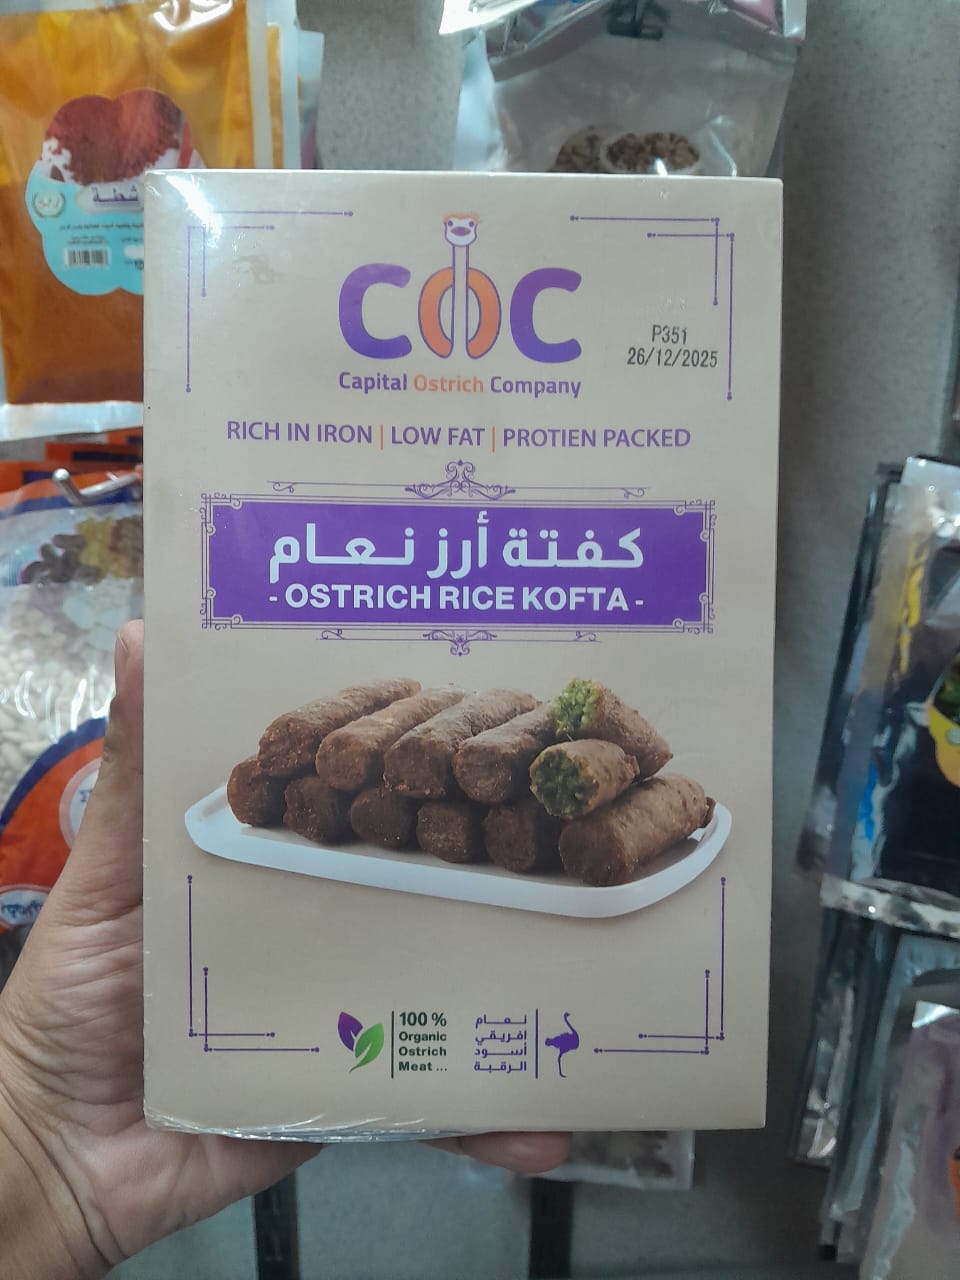 شطة
COC
Capital Ostrich Company
P351
26/12/2025
RICH IN IRON | LOW FAT | PROTIEN PACKED
كفتة أرز نعام
- OSTRICH RICE KOFTA -
100 %
Organic
Ostrich
Meat ...
نعام
افريقي
أسود
الرقبة